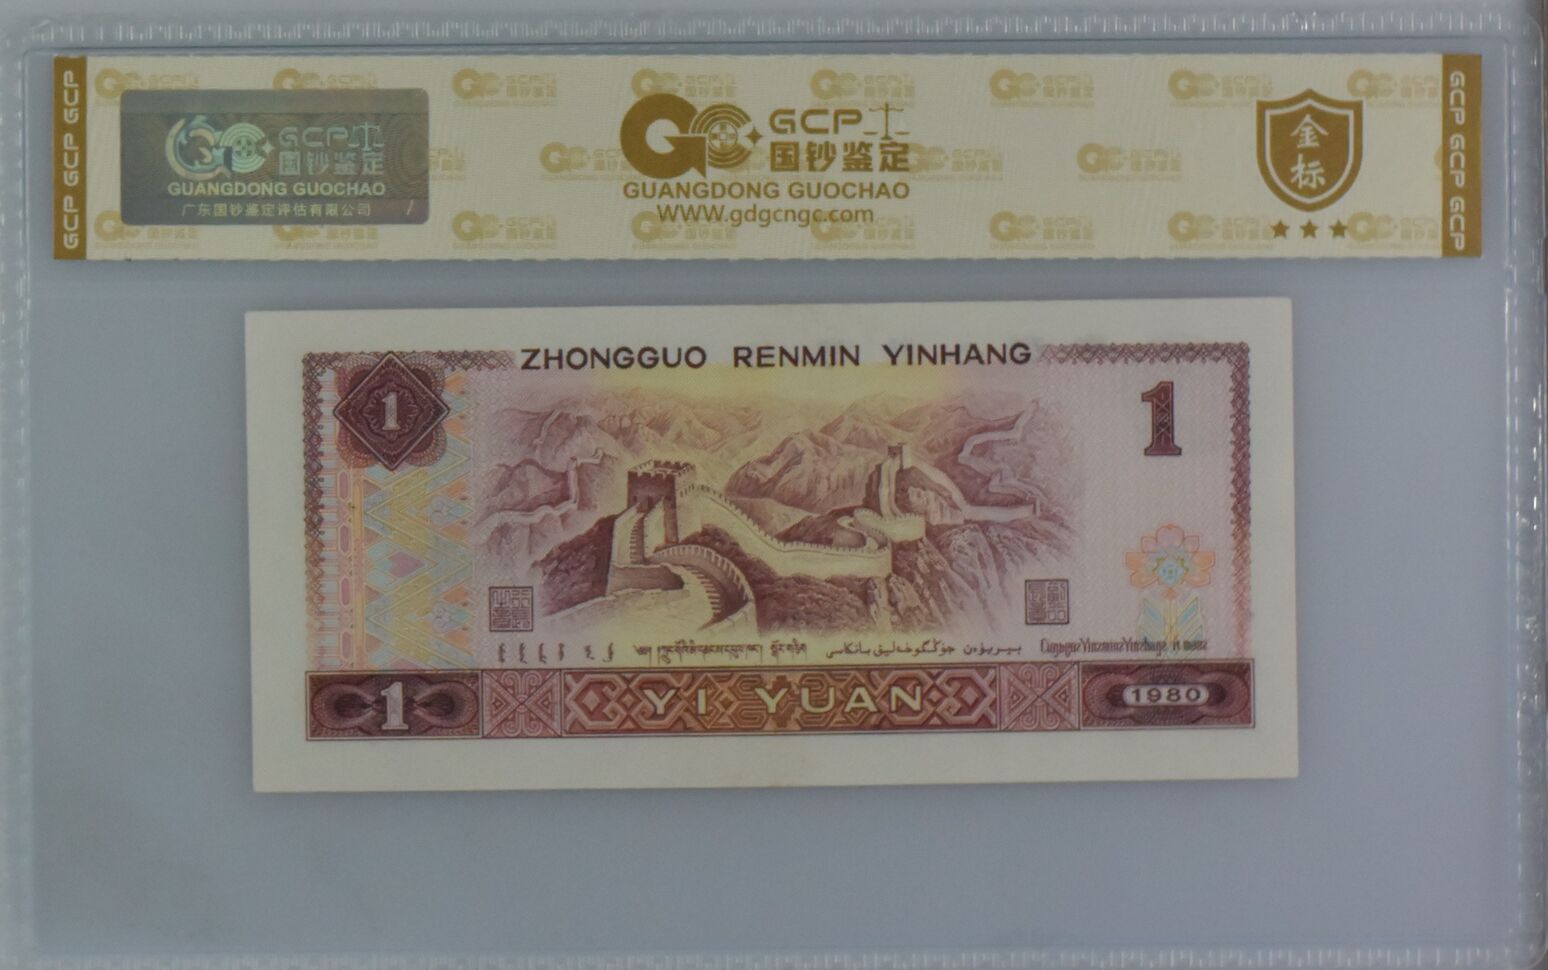 GCP GCP GCP
GCP
国钞鉴定
GUANGDONG GUOCHAO
广东国钞鉴定评估有限公司
GCP
国钞鉴定
GUANGDONG GUOCHAO
WWW.gdgcngc.com
金标
GCP GCP GCP
ZHONGGUO RENMIN YINHANG
1
1
1
YI YUAN
1980